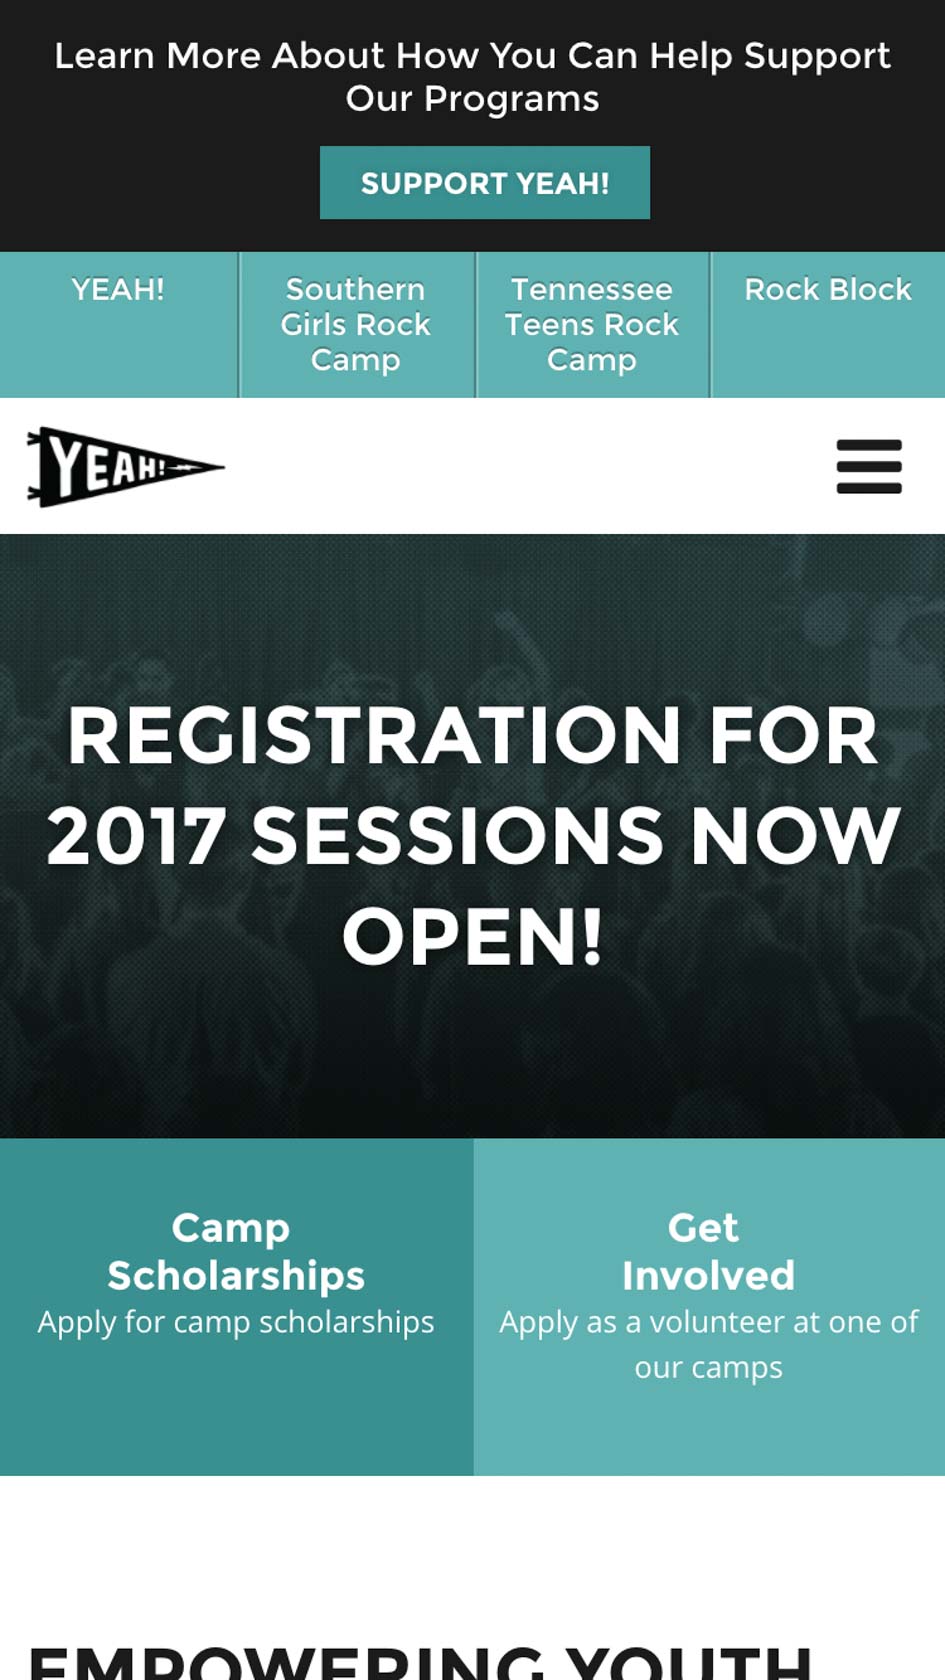 Learn More About How You Can Help Support
Our Programs
SUPPORT YEAH!
YEAH!
Southern
Girls Rock
Camp
Tennessee
Teens Rock
Camp
Rock Block
YEAH!
REGISTRATION FOR
2017 SESSIONS NOW
OPEN!
Camp
Scholarships
Apply for camp scholarships
Get
Involved
Apply as a volunteer at one of
our camps
EMPOWERING YOUTH